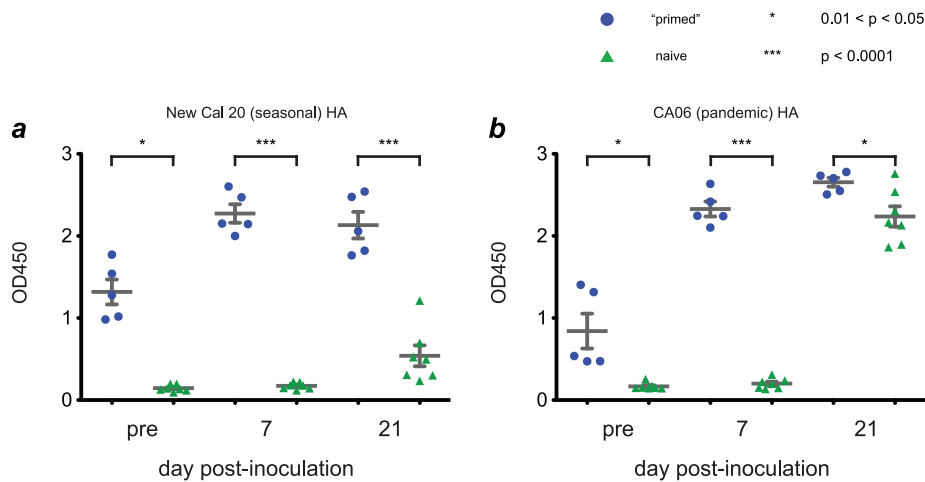 “primed” * 0.01 < p < 0.05
naive *** p < 0.0001
a New Cal 20 (seasonal) HA
* *** ***
3
2
1
0
OD450
pre 7 21
day post-inoculation
b CA06 (pandemic) HA
* *** *
3
2
1
0
OD450
pre 7 21
day post-inoculation